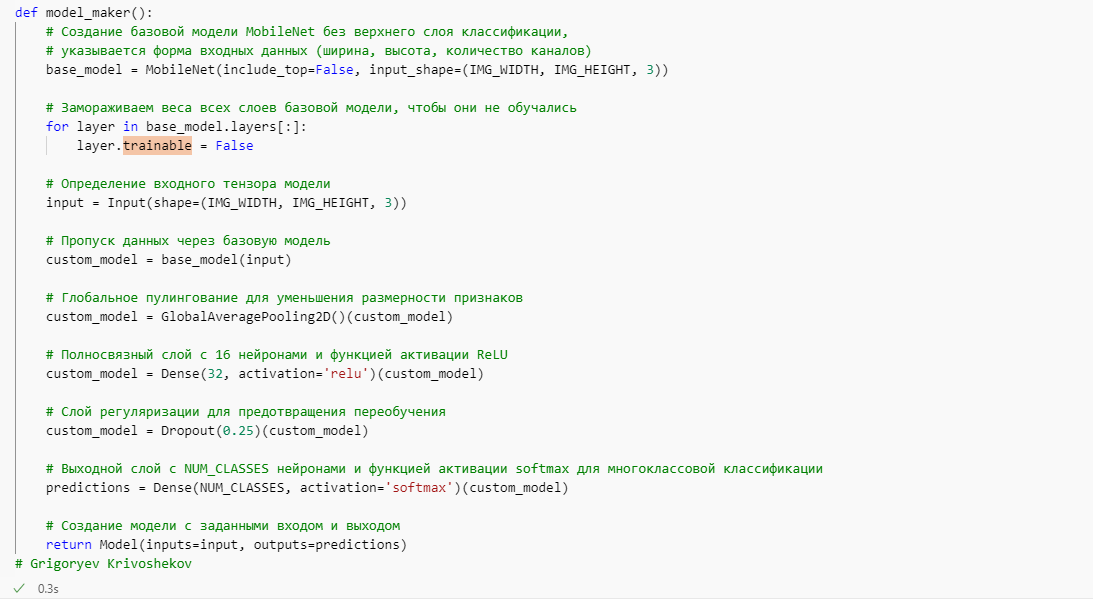 def model_maker():
    # Создание базовой модели MobileNet без верхнего слоя классификации,
    # указывается форма входных данных (ширина, высота, количество каналов)
    base_model = MobileNet(include_top=False, input_shape=(IMG_WIDTH, IMG_HEIGHT, 3))

    # Замораживаем веса всех слоев базовой модели, чтобы они не обучались
    for layer in base_model.layers[:]:
        layer.trainable = False

    # Определение входного тензора модели
    input = Input(shape=(IMG_WIDTH, IMG_HEIGHT, 3))

    # Пропуск данных через базовую модель
    custom_model = base_model(input)

    # Глобальное пулингование для уменьшения размерности признаков
    custom_model = GlobalAveragePooling2D()(custom_model)

    # Полносвязный слой с 16 нейронами и функцией активации ReLU
    custom_model = Dense(32, activation='relu')(custom_model)

    # Слой регуляризации для предотвращения переобучения
    custom_model = Dropout(0.25)(custom_model)

    # Выходной слой с NUM_CLASSES нейронами и функцией активации softmax для многоклассовой классификации
    predictions = Dense(NUM_CLASSES, activation='softmax')(custom_model)

    # Создание модели с заданными входом и выходом
    return Model(inputs=input, outputs=predictions)
# Grigoryev Krivoshekov
0.3s